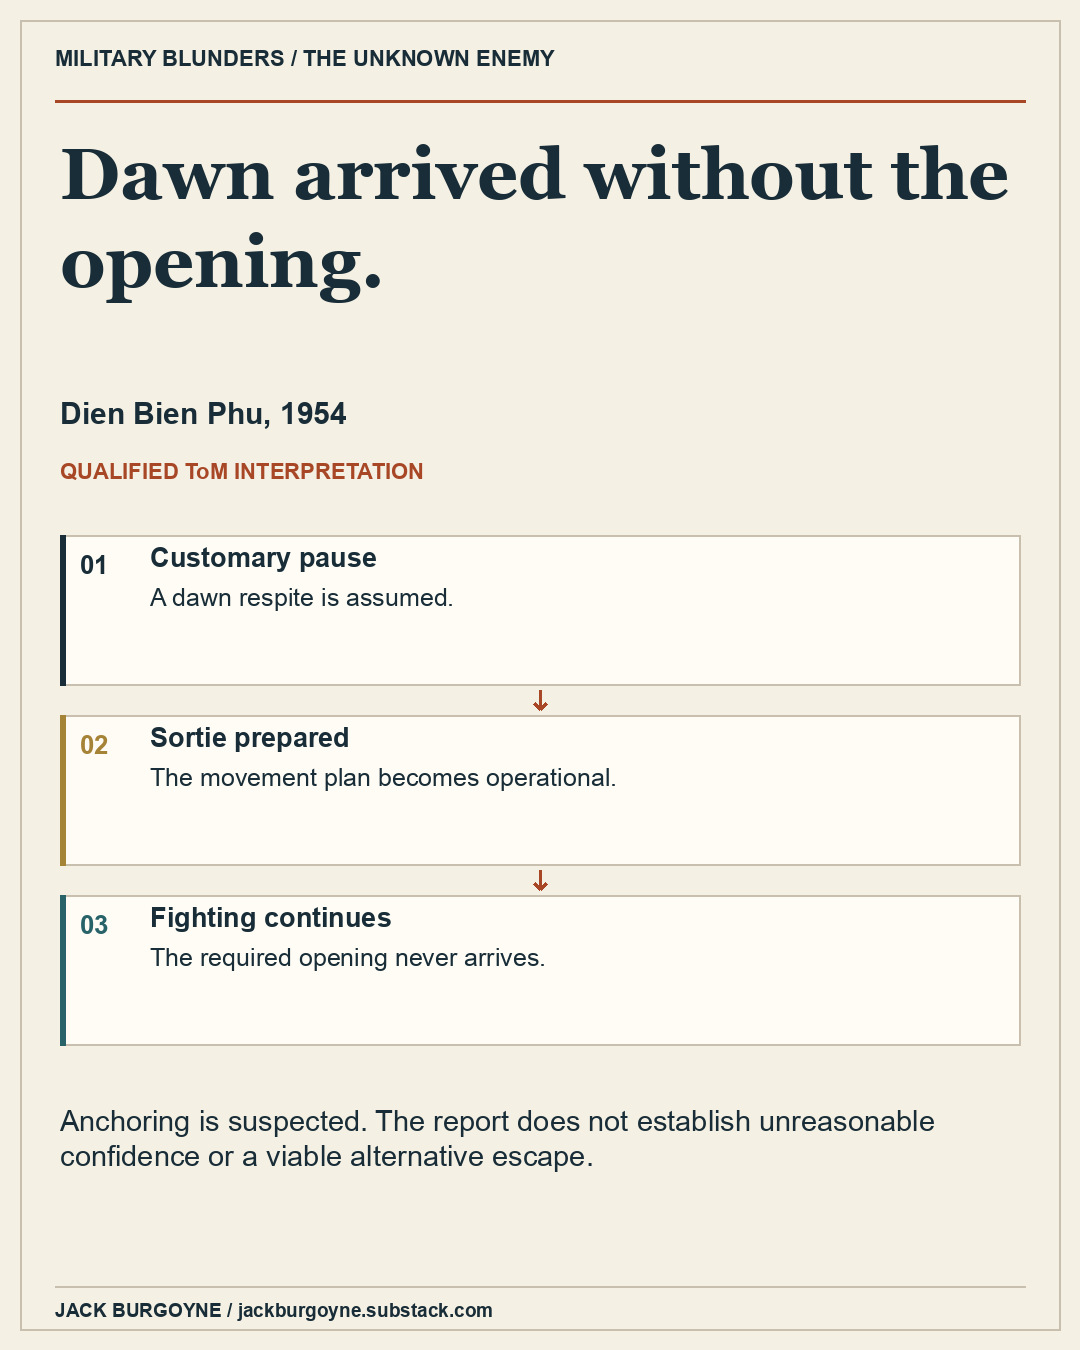 MILITARY BLUNDERS / THE UNKNOWN ENEMY
Dawn arrived without the
opening.
Dien Bien Phu, 1954
QUALIFIED ToM INTERPRETATION
01
Customary pause
A dawn respite is assumed.
↓
02
Sortie prepared
The movement plan becomes operational.
↓
03
Fighting continues
The required opening never arrives.
Anchoring is suspected. The report does not establish unreasonable
confidence or a viable alternative escape.
JACK BURGOYNE / jackburgoyne.substack.com